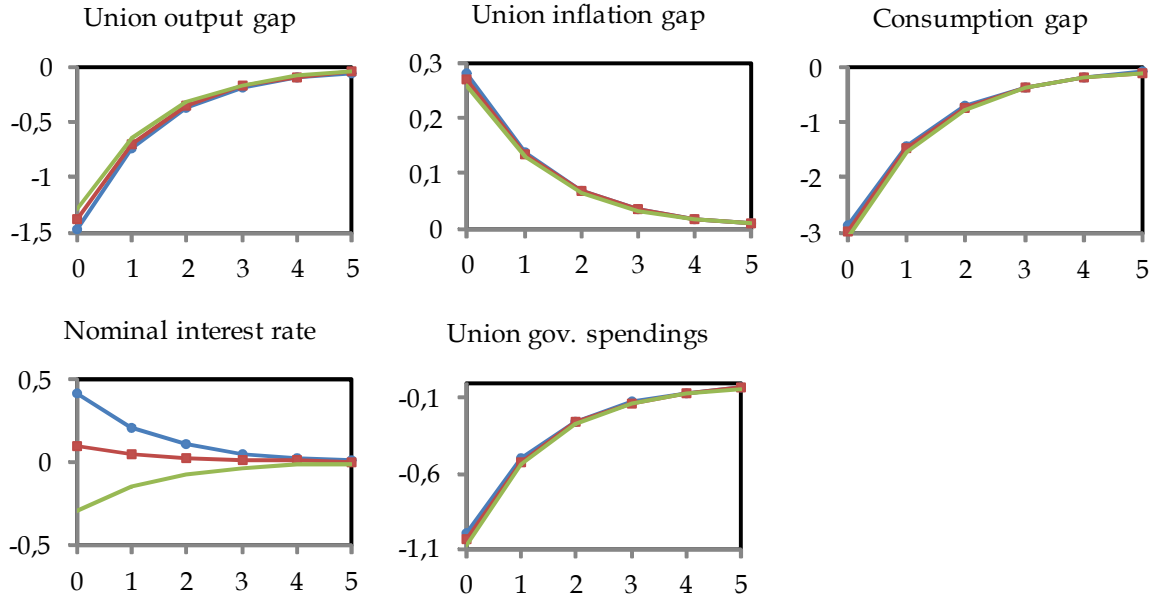 Union output gap
0
-0,5
-1
-1,5
0 1 2 3 4 5
Union inflation gap
0,3
0,2
0,1
0
0 1 2 3 4 5
Consumption gap
0
-1
-2
-3
0 1 2 3 4 5
Nominal interest rate
0,5
0
-0,5
0 1 2 3 4 5
Union gov. spendings
-0,1
-0,6
-1,1
0 1 2 3 4 5